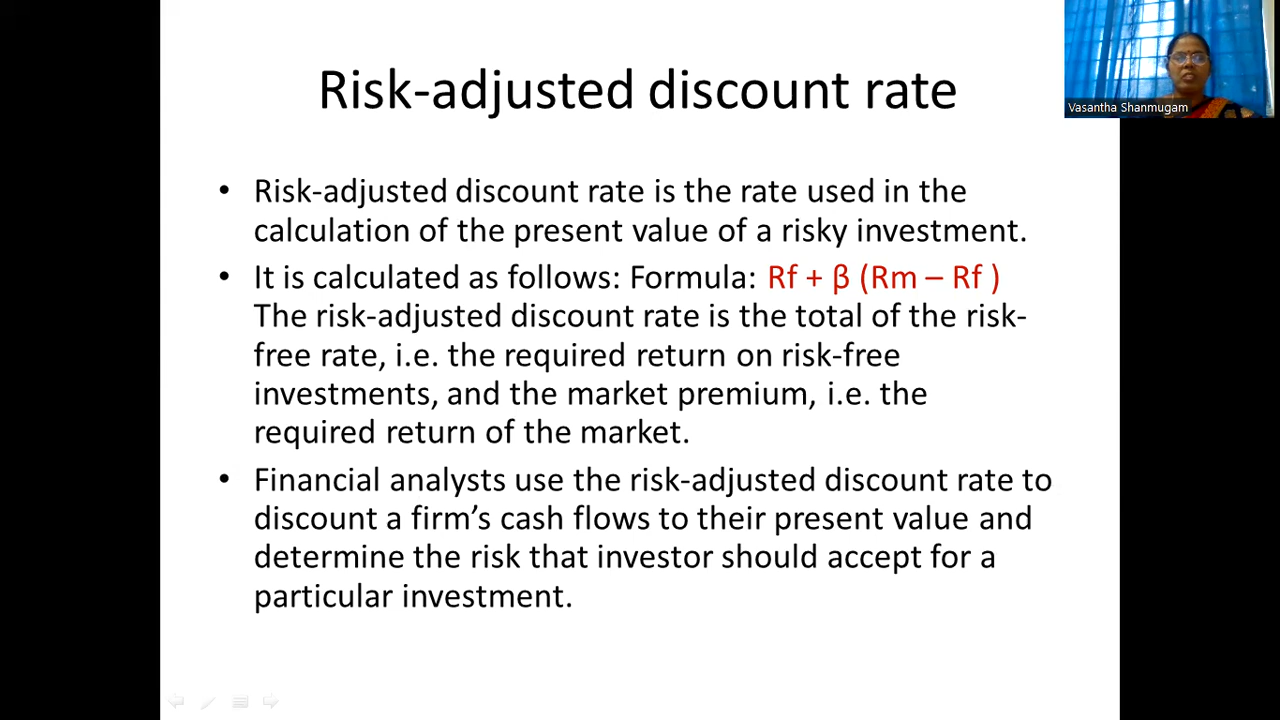 Risk-adjusted discount rate
Vasantha Shanmugam
• Risk-adjusted discount rate is the rate used in the
calculation of the present value of a risky investment.
• It is calculated as follows: Formula: Rf + β (Rm – Rf )
The risk-adjusted discount rate is the total of the risk-
free rate, i.e. the required return on risk-free
investments, and the market premium, i.e. the
required return of the market.
• Financial analysts use the risk-adjusted discount rate to
discount a firm’s cash flows to their present value and
determine the risk that investor should accept for a
particular investment.